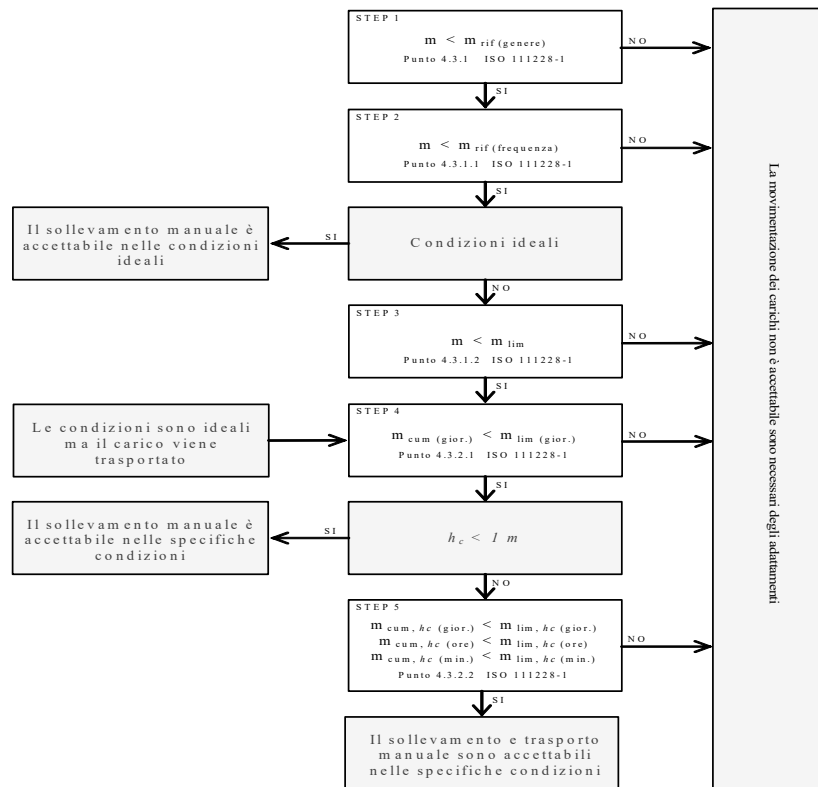 STEP 1
m < m rif (genere)
Punto 4.3.1 ISO 111228-1
NO
SI
STEP 2
m < m rif (frequenza)
Punto 4.3.1.1 ISO 111228-1
NO
SI
Il sollevamento manuale è
accettabile nelle condizioni
ideali
SI
Condizioni ideali
NO
STEP 3
m < m lim
Punto 4.3.1.2 ISO 111228-1
NO
SI
Le condizioni sono ideali
ma il carico viene
trasportato
STEP 4
m cum (gior.) < m lim (gior.)
Punto 4.3.2.1 ISO 111228-1
NO
SI
Il sollevamento manuale è
accettabile nelle specifiche
condizioni
SI
h c < 1 m
NO
STEP 5
m cum, hc (gior.) < m lim, hc (gior.)
m cum, hc (ore) < m lim, hc (ore)
m cum, hc (min.) < m lim, hc (min.)
Punto 4.3.2.2 ISO 111228-1
NO
SI
Il sollevamento e trasporto
manuale sono accettabili
nelle specifiche condizioni
La movimentazione dei carichi non è accettabile sono necessari degli adattamenti